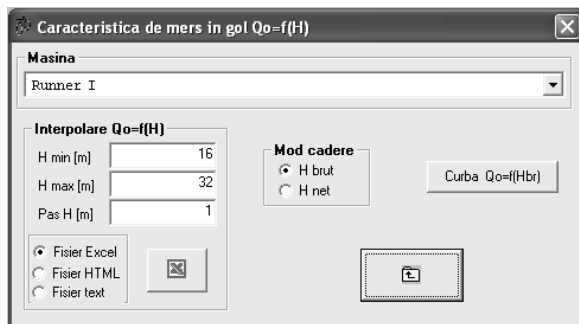 Caracteristica de mers in gol Qo=f(H)
Masina
Runner I
Interpolare Qo=f(H)
H min [m] 16
H max [m] 32
Pas H [m] 1
Fisier Excel
Fisier HTML
Fisier text
Mod cadere
H brut
H net
Curba Qo=f(Hbr)